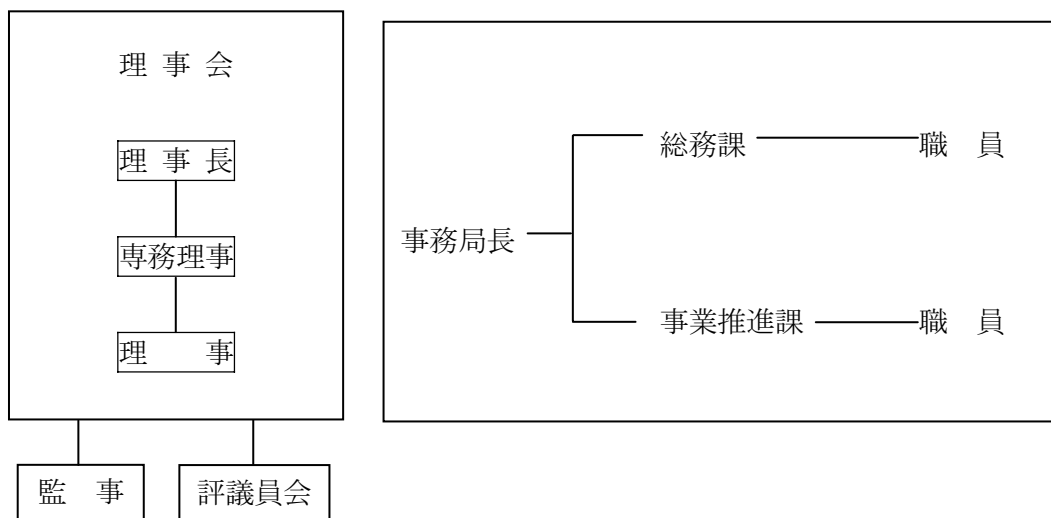 理事会
理事長
専務理事
理　　事
監　事
評議員会
総務課
職　員
事務局長
事業推進課
職　員